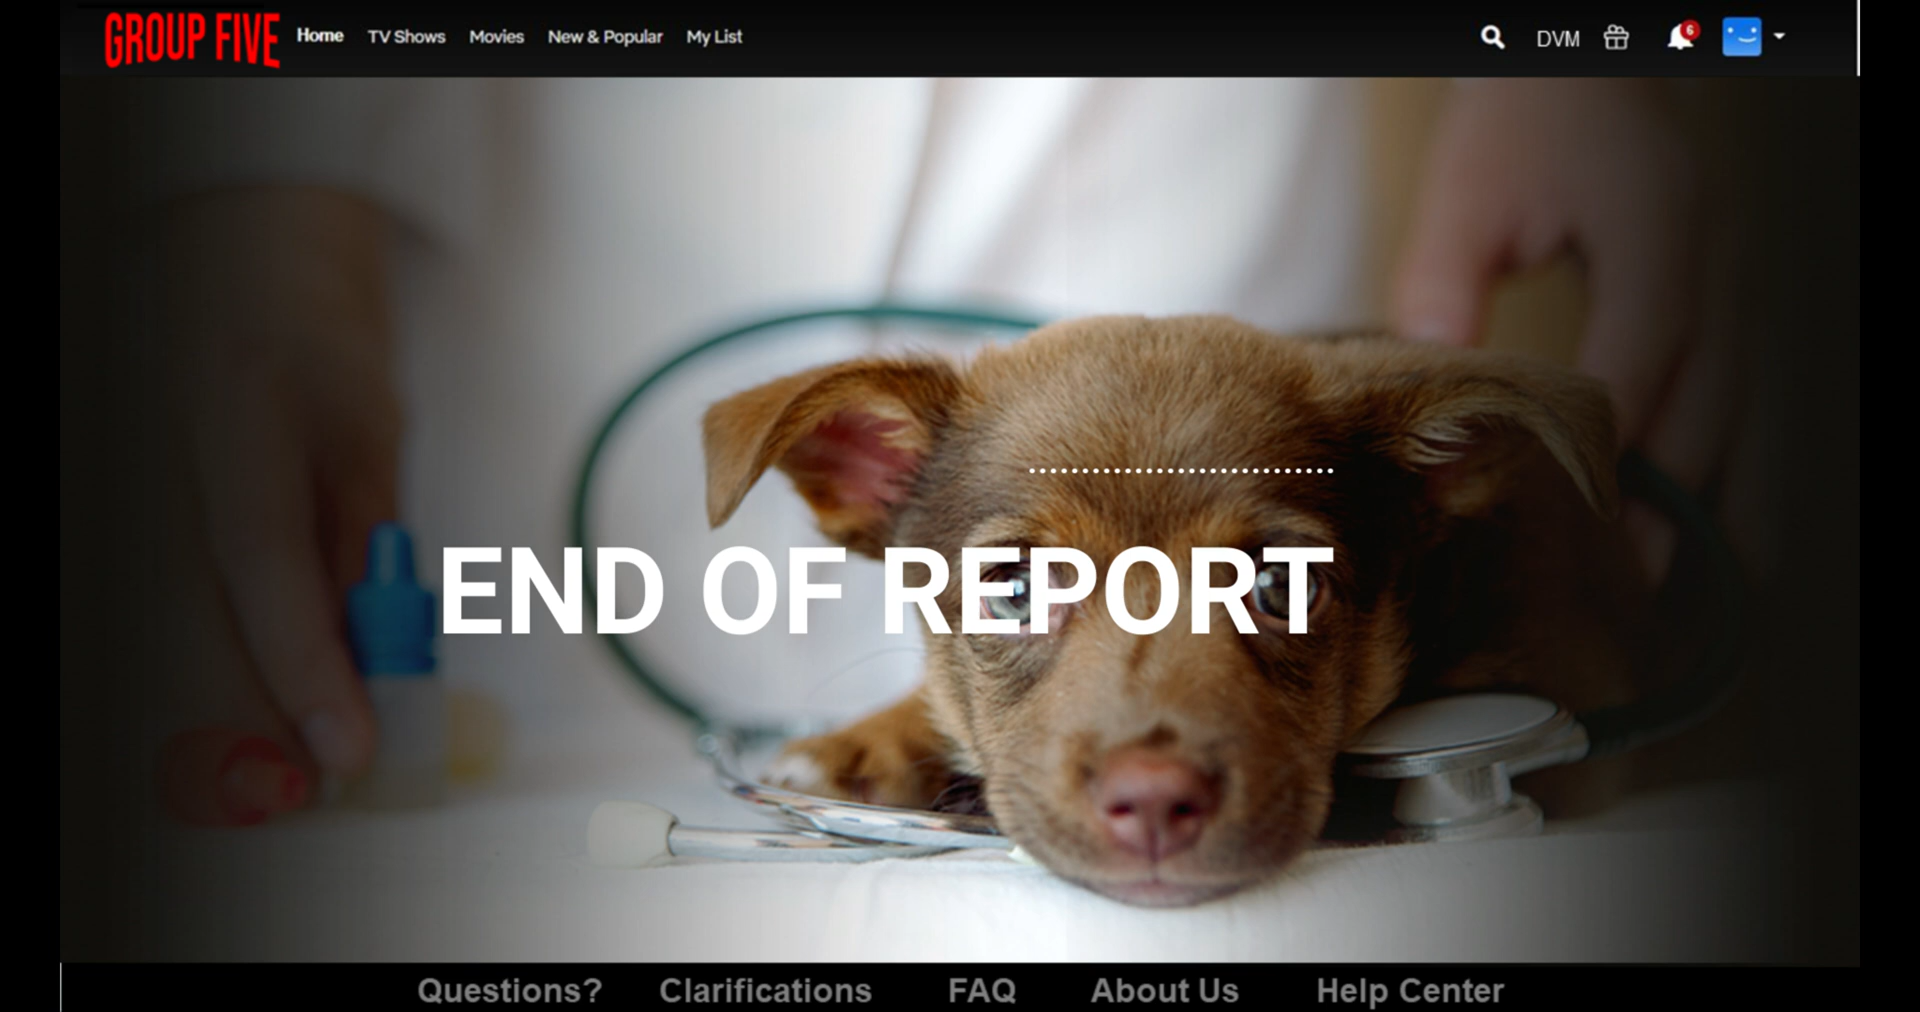 GROUP FIVE Home TV Shows Movies New & Popular My List DVM 6
END OF REPORT
Questions? Clarifications FAQ About Us Help Center